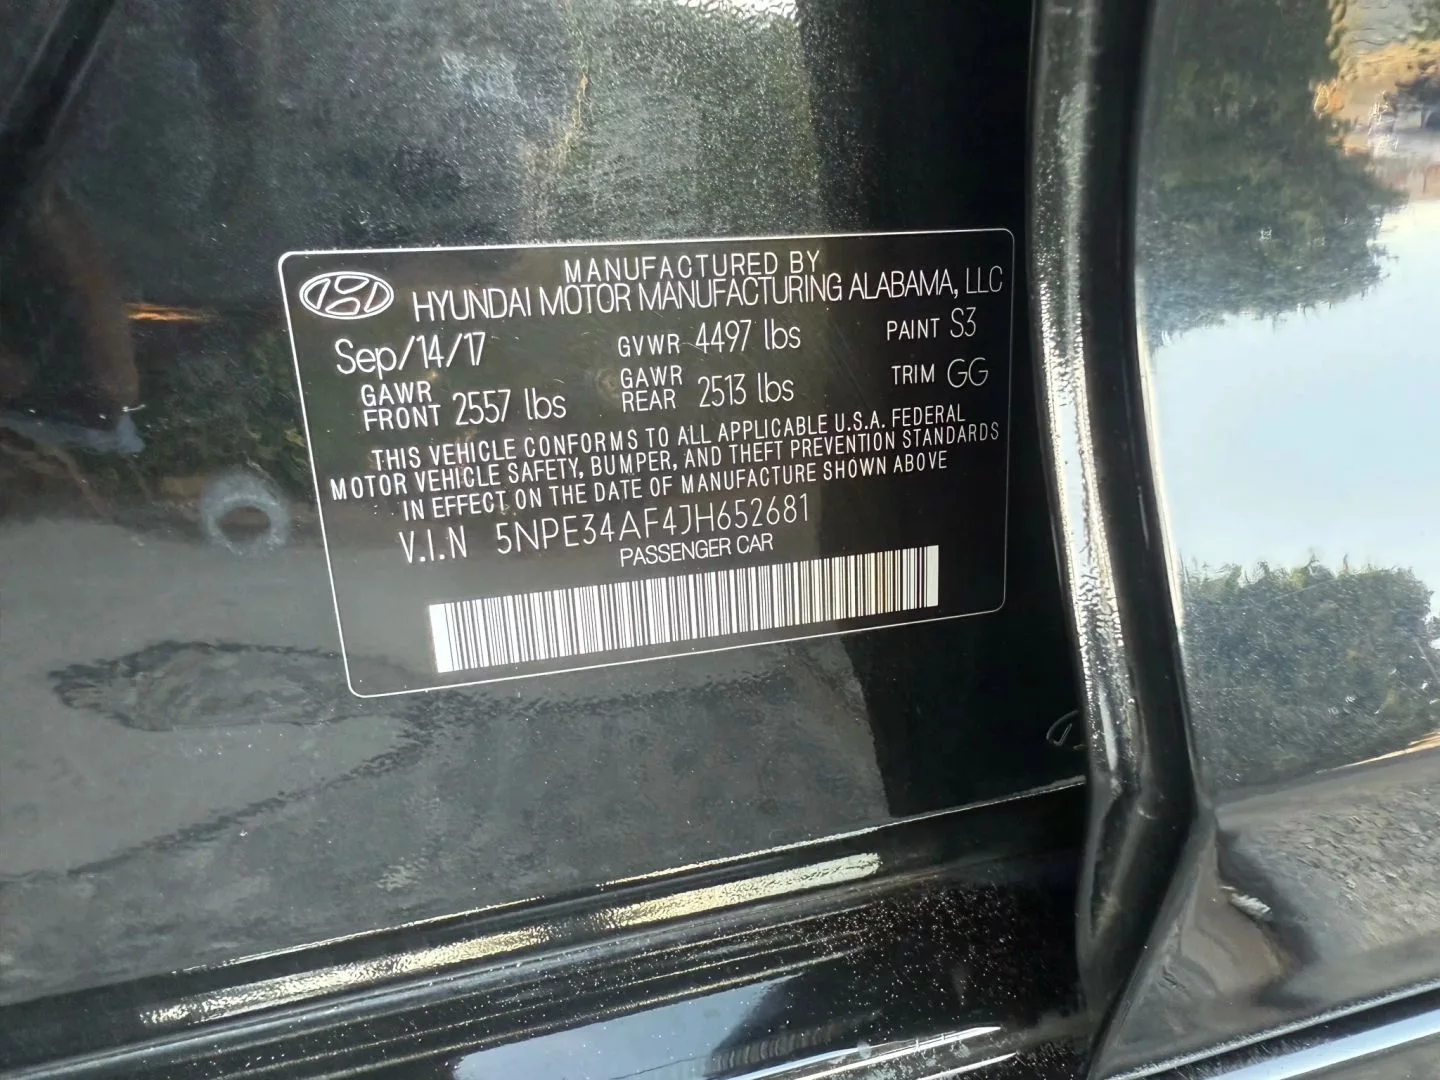 MANUFACTURED BY
HYUNDAI MOTOR MANUFACTURING ALABAMA, LLC
Sep/14/17 GVWR 4497 lbs PAINT S3
GAWR FRONT 2557 lbs GAWR REAR 2513 lbs TRIM GG
THIS VEHICLE CONFORMS TO ALL APPLICABLE U.S.A. FEDERAL
MOTOR VEHICLE SAFETY, BUMPER, AND THEFT PREVENTION STANDARDS
IN EFFECT ON THE DATE OF MANUFACTURE SHOWN ABOVE
V.I.N 5NPE34AF4JH652681
PASSENGER CAR